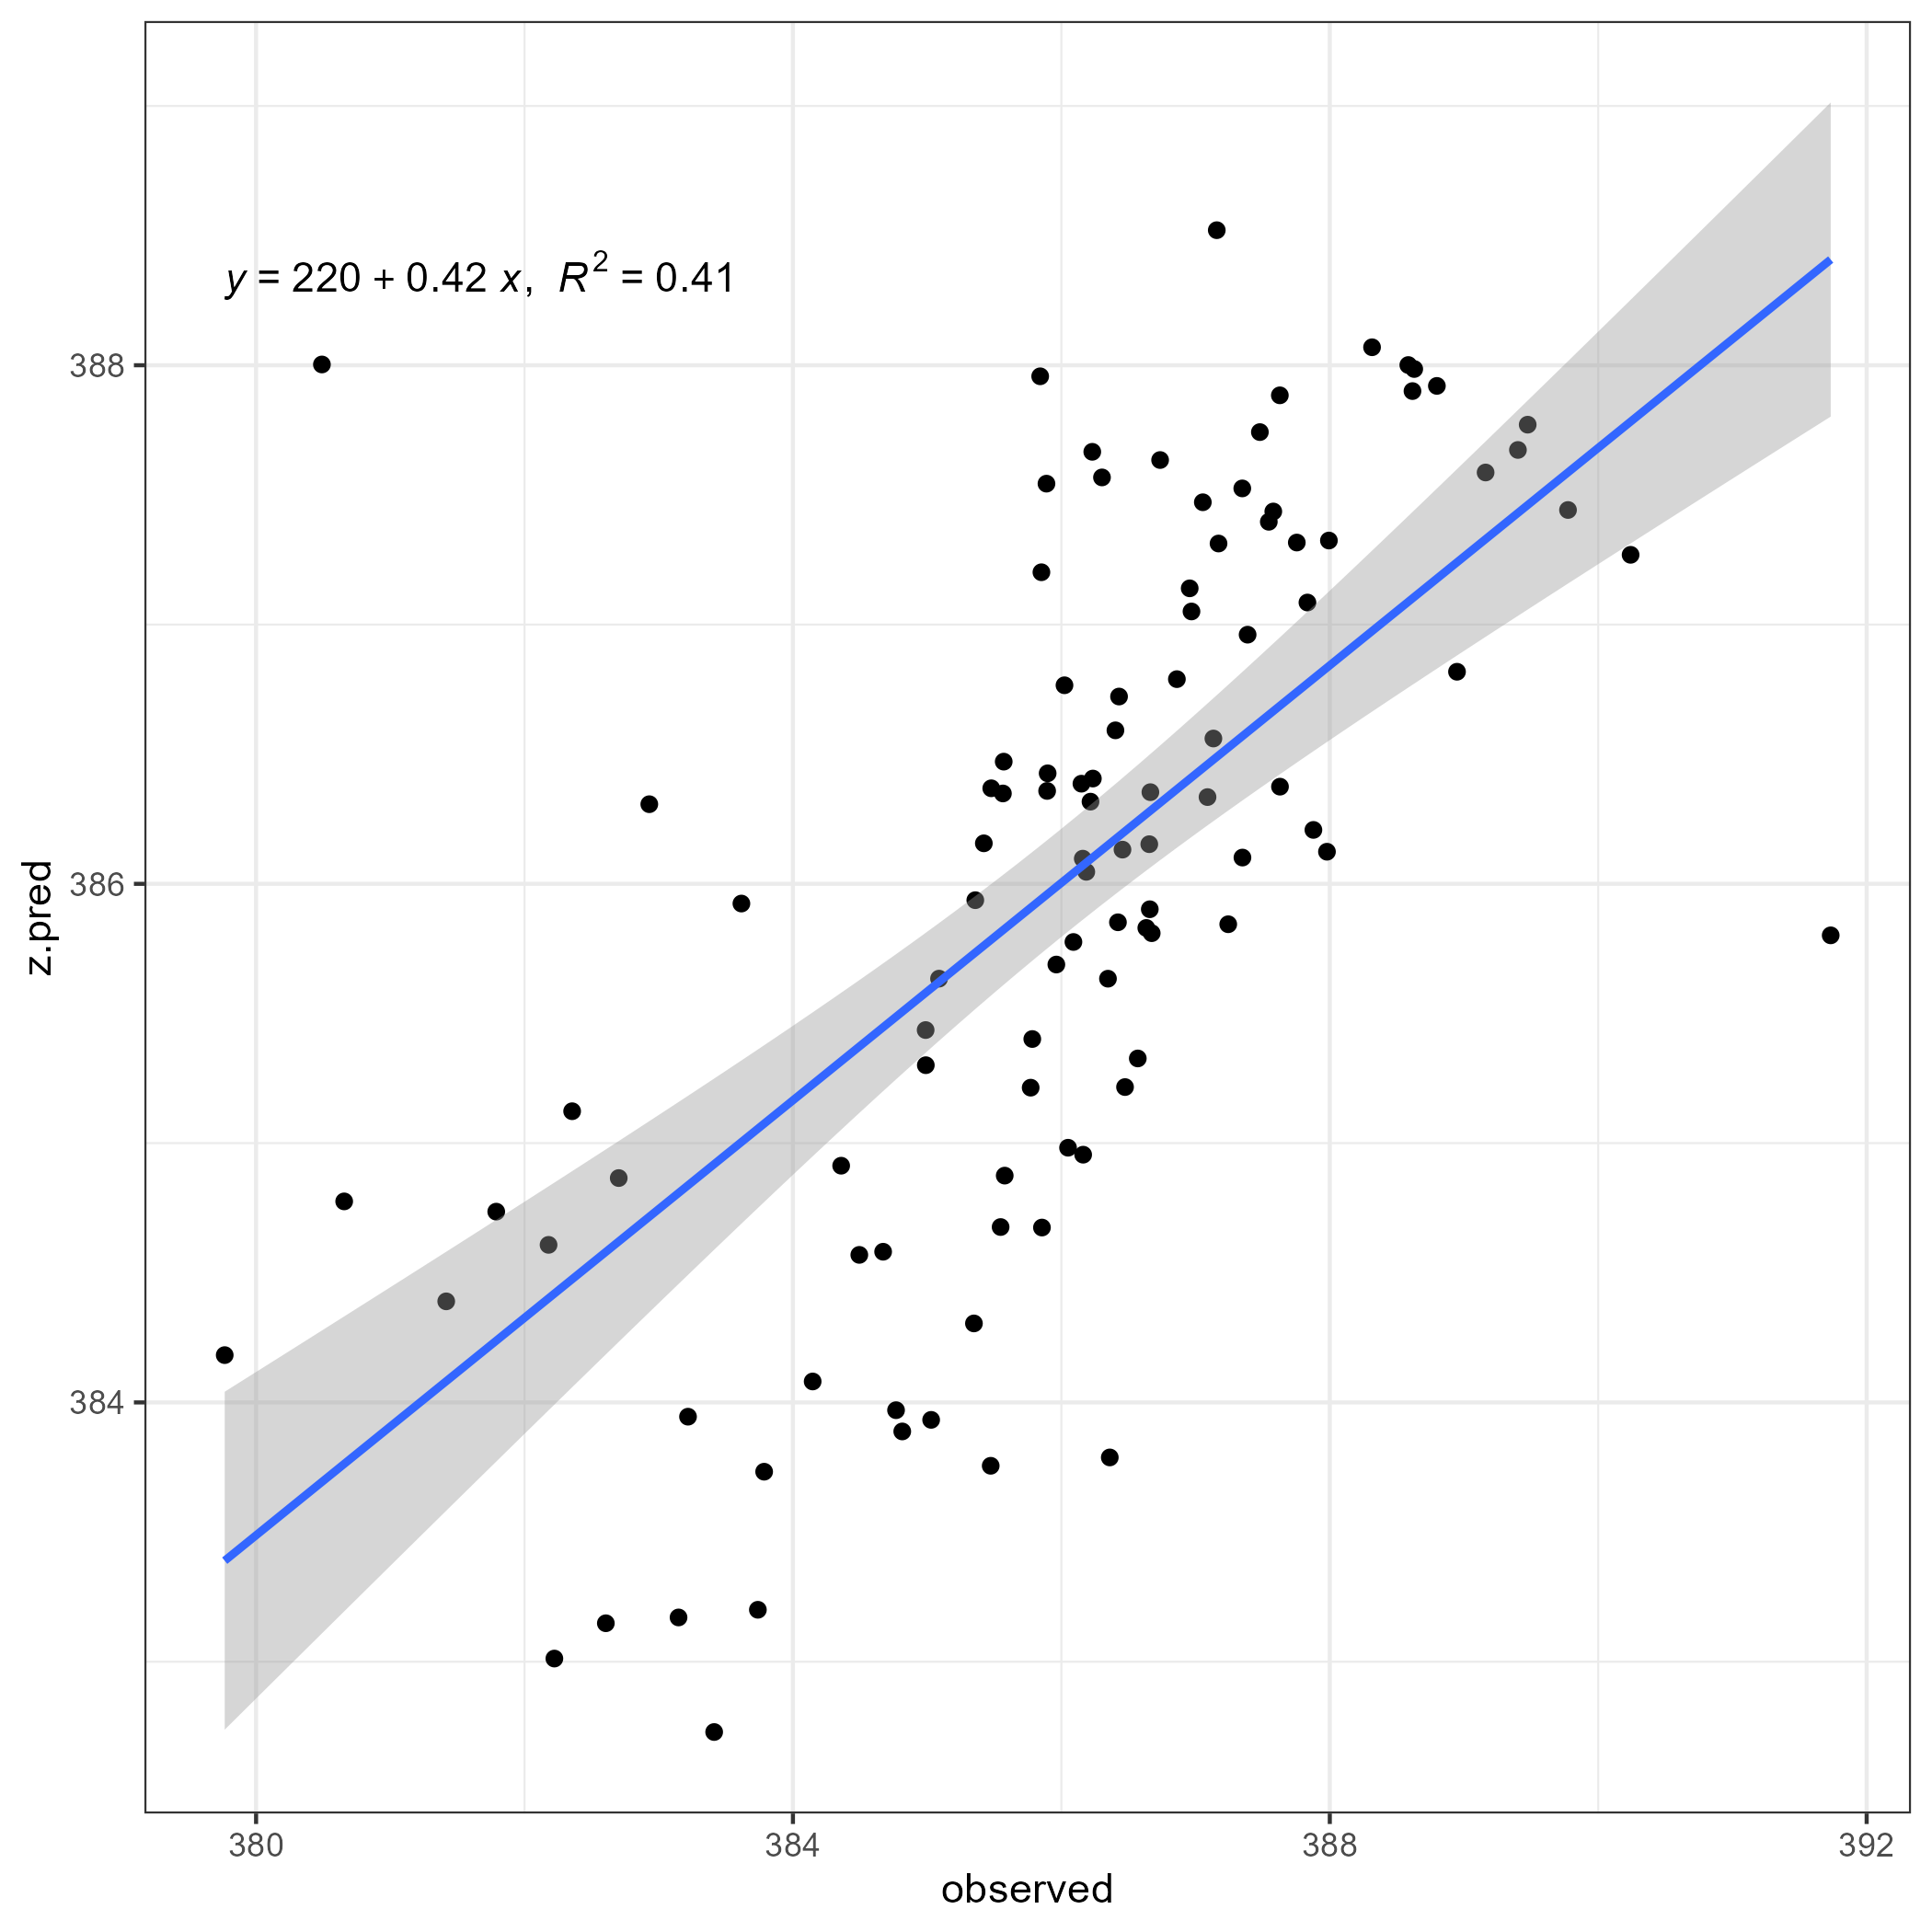 y = 220 + 0.42 x, R² = 0.41
388
386
384
z.pred
380 384 388 392
observed